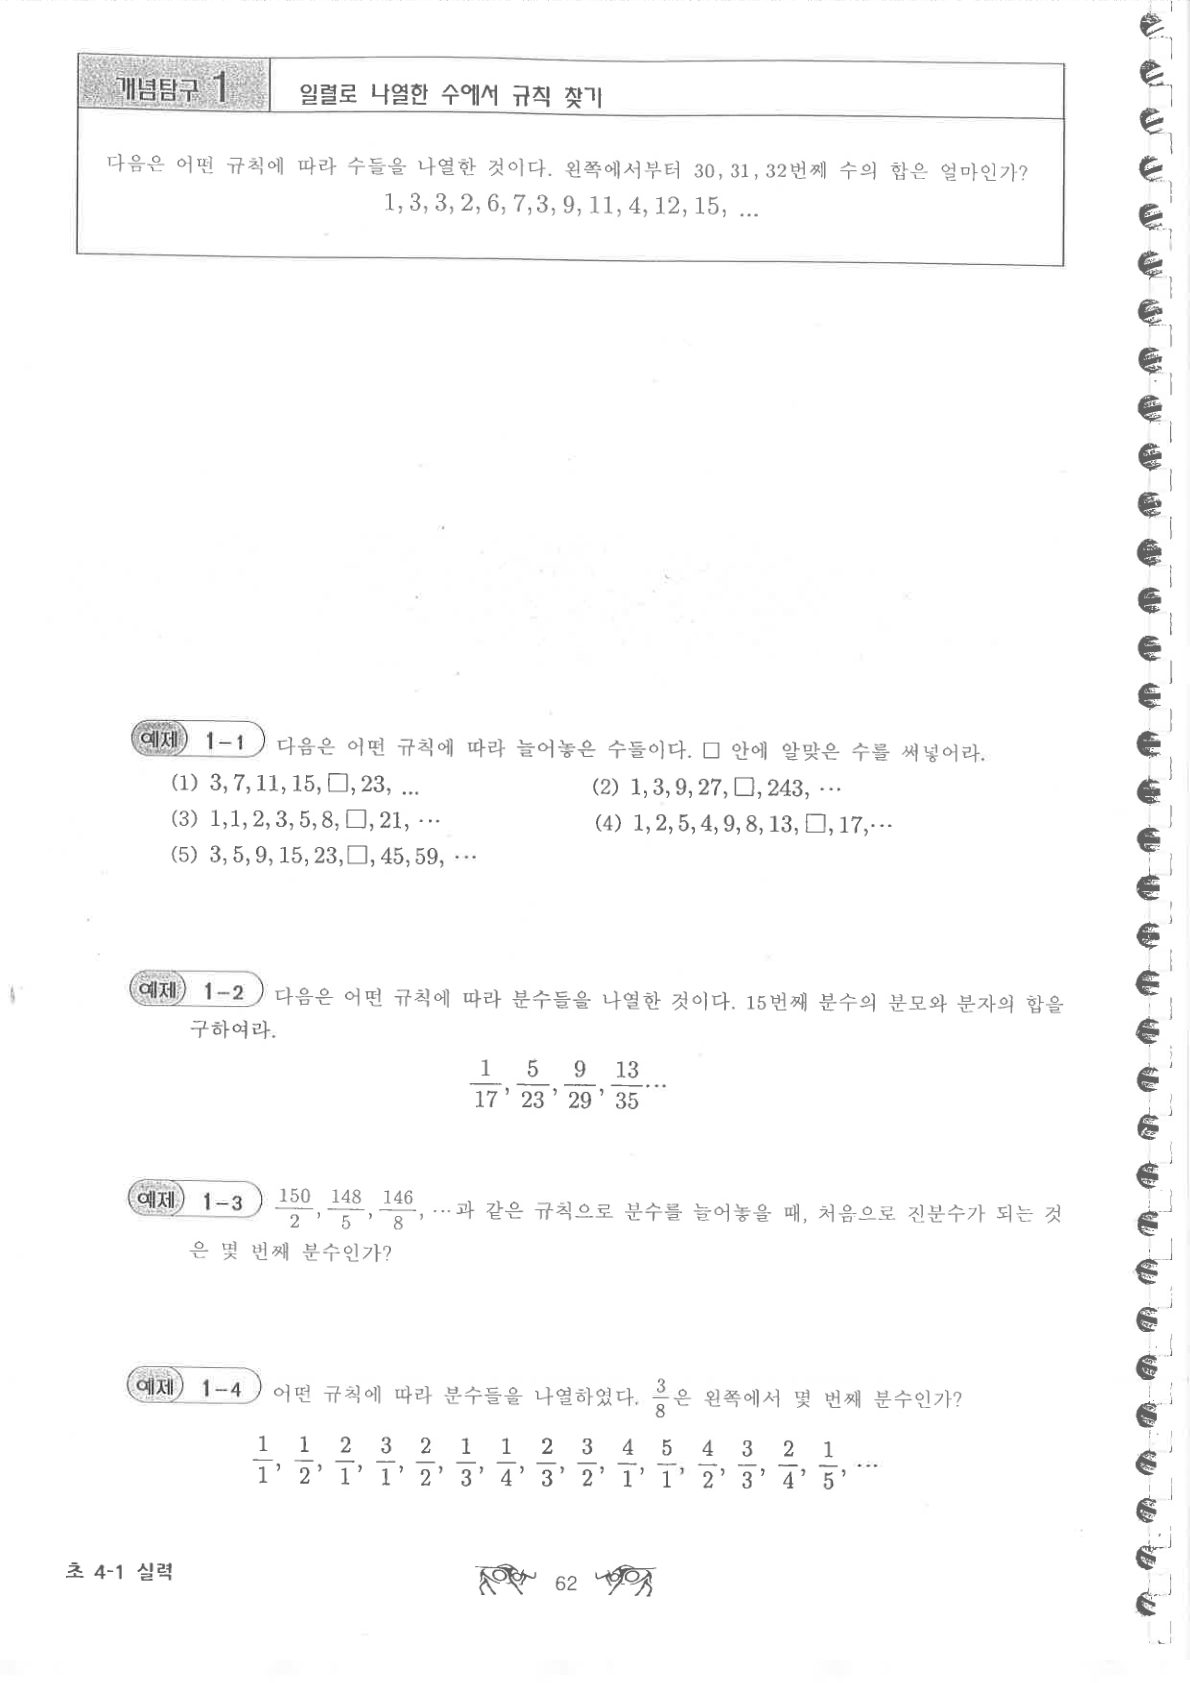 개념탐구 1 일렬로 나열한 수에서 규칙 찾기
다음은 어떤 규칙에 따라 수들을 나열한 것이다. 왼쪽에서부터 30, 31, 32번째 수의 합은 얼마인가?
1, 3, 3, 2, 6, 7, 3, 9, 11, 4, 12, 15, …
예제 1-1 다음은 어떤 규칙에 따라 늘어놓은 수들이다. □ 안에 알맞은 수를 써넣어라.
(1) 3, 7, 11, 15, □, 23, … (2) 1, 3, 9, 27, □, 243, …
(3) 1, 1, 2, 3, 5, 8, □, 21, … (4) 1, 2, 5, 4, 9, 8, 13, □, 17, …
(5) 3, 5, 9, 15, 23, □, 45, 59, …
예제 1-2 다음은 어떤 규칙에 따라 분수들을 나열한 것이다. 15번째 분수의 분모와 분자의 합을
구하여라.
1/17, 5/23, 9/29, 13/35 …
예제 1-3 150/2, 148/5, 146/8, …과 같은 규칙으로 분수를 늘어놓을 때, 처음으로 진분수가 되는 것
은 몇 번째 분수인가?
예제 1-4 어떤 규칙에 따라 분수들을 나열하였다. 3/8은 왼쪽에서 몇 번째 분수인가?
1/1, 1/2, 2/1, 3/1, 2/2, 1/3, 1/4, 2/3, 3/2, 4/1, 5/1, 4/2, 3/3, 2/4, 1/5, …
초 4-1 실력 62